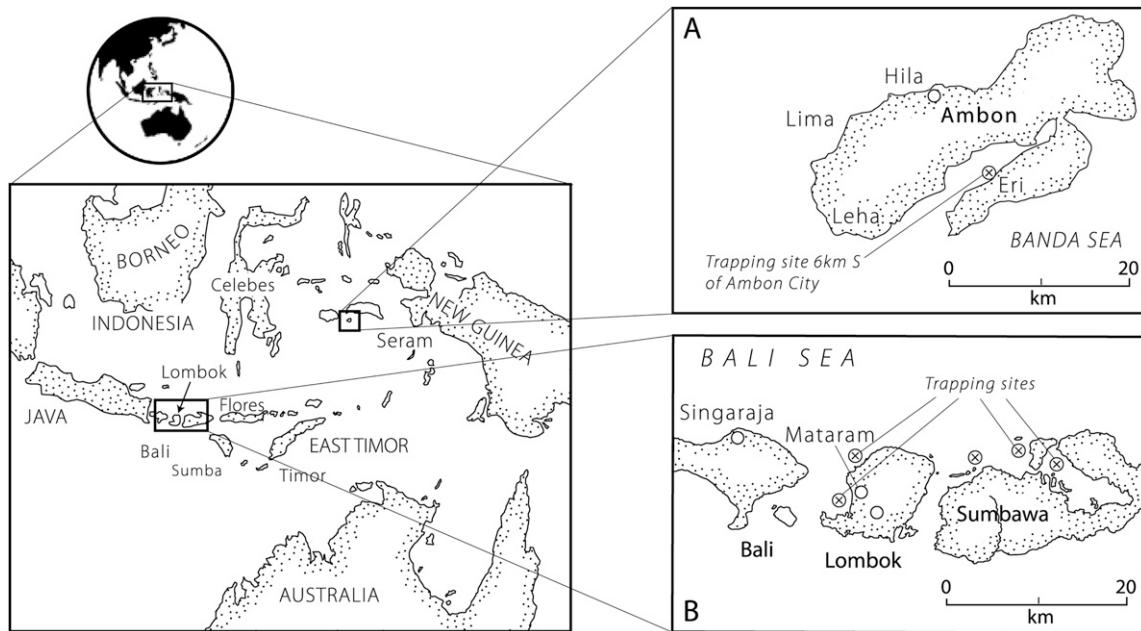 BORNEO
Celebes
INDONESIA
NEW GUINEA
Seram
Lombok
JAVA
Flores
Bali
EAST TIMOR
Sumba
Timor
AUSTRALIA
A
Hila
Lima
Ambon
Eri
Leha
BANDA SEA
Trapping site 6km S
of Ambon City
0 20
km
BALI SEA
Trapping sites
Singaraja
Mataram
Sumbawa
Bali
Lombok
0 20
km
B